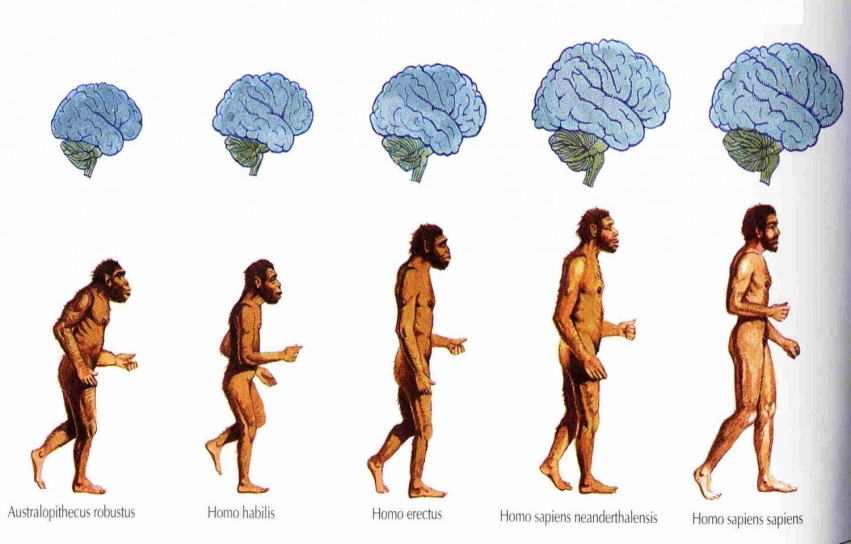 Australopithecus robustus
Homo habilis
Homo erectus
Homo sapiens neanderthalensis
Homo sapiens sapiens